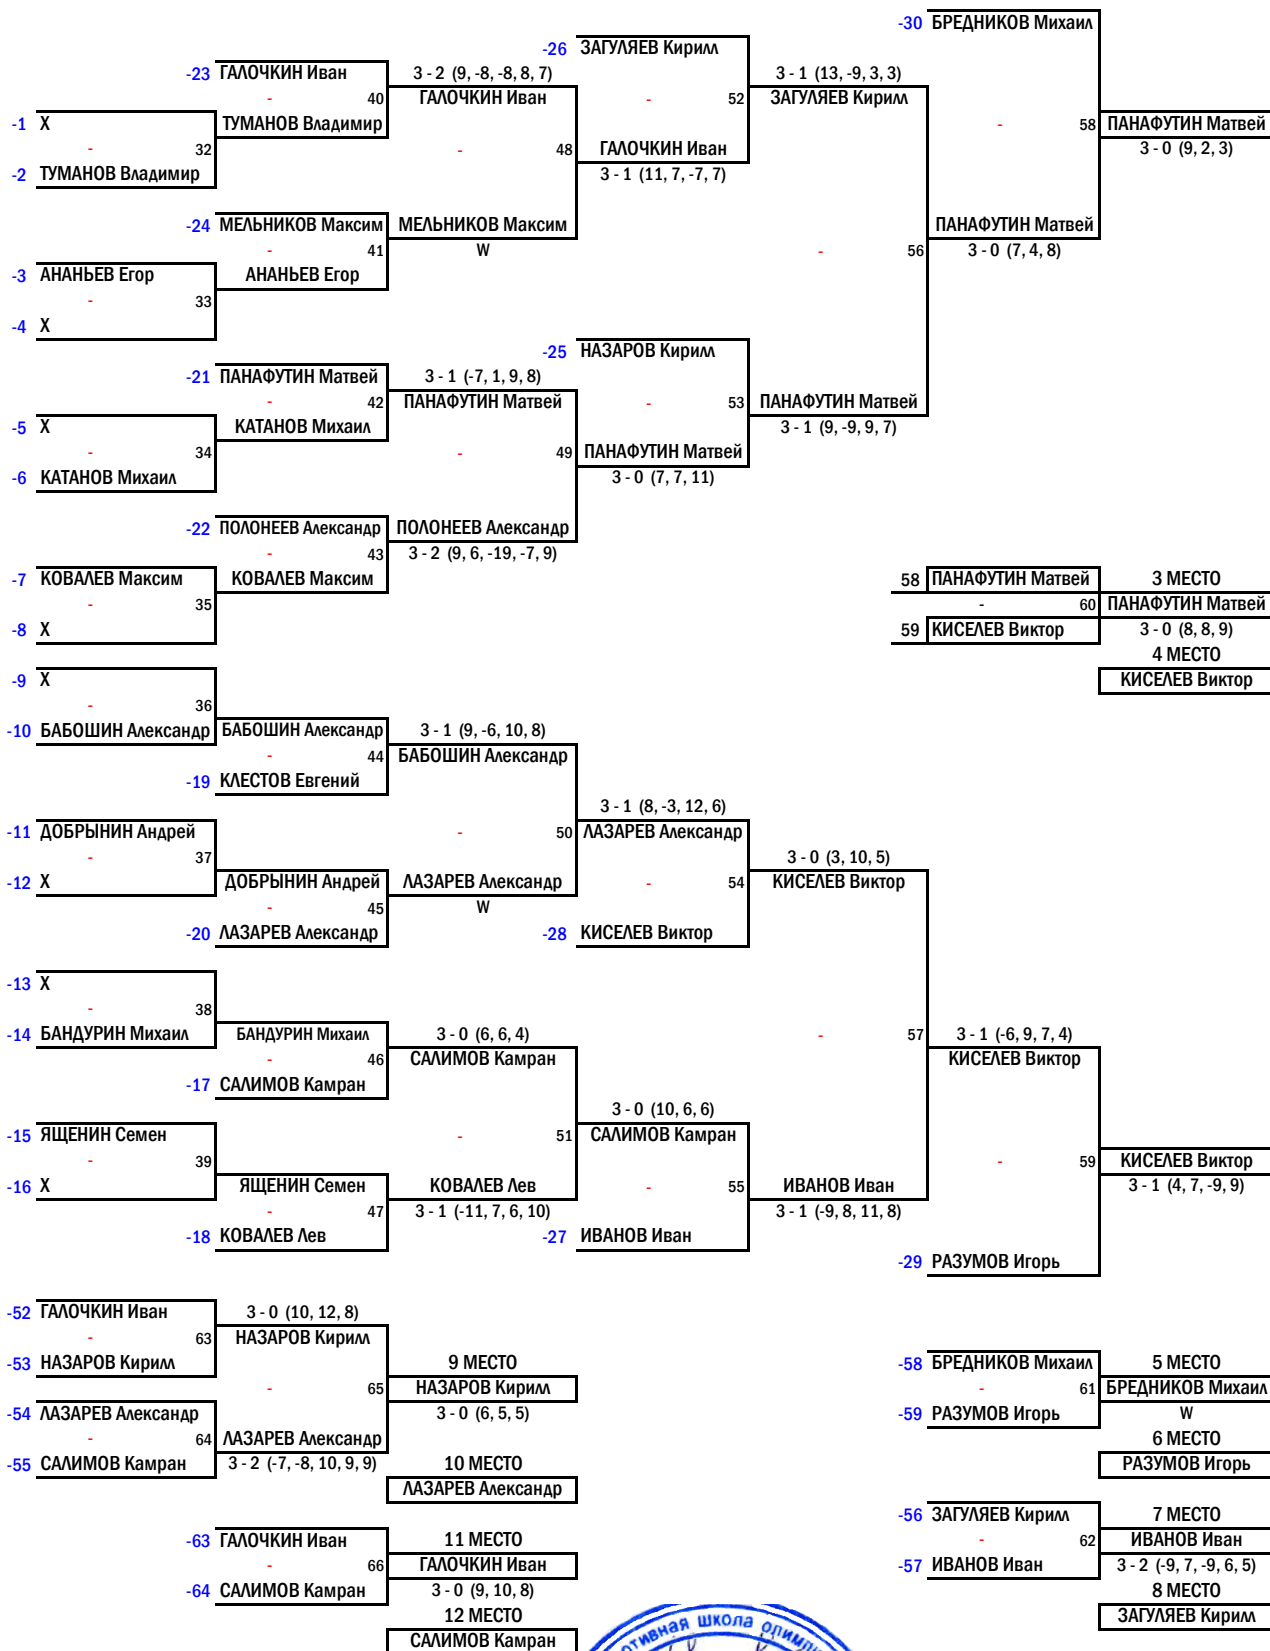 -30 БРЕДНИКОВ Михаил
-26 ЗАГУЛЯЕВ Кирилл
-23 ГАЛОЧКИН Иван 3 - 2 (9, -8, -8, 8, 7) 3 - 1 (13, -9, 3, 3)
- 40 ГАЛОЧКИН Иван - 52 ЗАГУЛЯЕВ Кирилл
-1 X ТУМАНОВ Владимир - 58 ПАНАФУТИН Матвей
- 32 - 48 ГАЛОЧКИН Иван 3 - 0 (9, 2, 3)
-2 ТУМАНОВ Владимир 3 - 1 (11, 7, -7, 7)
-24 МЕЛЬНИКОВ Максим МЕЛЬНИКОВ Максим ПАНАФУТИН Матвей
- 41 W - 56 3 - 0 (7, 4, 8)
-3 АНАНЬЕВ Егор АНАНЬЕВ Егор
- 33
-4 X
-25 НАЗАРОВ Кирилл
-21 ПАНАФУТИН Матвей 3 - 1 (-7, 1, 9, 8)
- 42 ПАНАФУТИН Матвей - 53 ПАНАФУТИН Матвей
-5 X КАТАНОВ Михаил 3 - 1 (9, -9, 9, 7)
- 34 - 49 ПАНАФУТИН Матвей
-6 КАТАНОВ Михаил 3 - 0 (7, 7, 11)
-22 ПОЛОНЕЕВ Александр ПОЛОНЕЕВ Александр
- 43 3 - 2 (9, 6, -19, -7, 9)
-7 КОВАЛЕВ Максим КОВАЛЕВ Максим 58 ПАНАФУТИН Матвей 3 МЕСТО
- 35 - 60 ПАНАФУТИН Матвей
-8 X 59 КИСЕЛЕВ Виктор 3 - 0 (8, 8, 9)
4 МЕСТО
-9 X КИСЕЛЕВ Виктор
- 36
-10 БАБОШИН Александр БАБОШИН Александр 3 - 1 (9, -6, 10, 8)
- 44 БАБОШИН Александр
-19 КЛЕСТОВ Евгений
3 - 1 (8, -3, 12, 6)
-11 ДОБРЫНИН Андрей - 50 ЛАЗАРЕВ Александр
- 37 3 - 0 (3, 10, 5)
-12 X ДОБРЫНИН Андрей ЛАЗАРЕВ Александр - 54 КИСЕЛЕВ Виктор
- 45 W
-20 ЛАЗАРЕВ Александр -28 КИСЕЛЕВ Виктор
-13 X
- 38
-14 БАНДУРИН Михаил БАНДУРИН Михаил 3 - 0 (6, 6, 4) - 57 3 - 1 (-6, 9, 7, 4)
- 46 САЛИМОВ Камран КИСЕЛЕВ Виктор
-17 САЛИМОВ Камран
3 - 0 (10, 6, 6)
-15 ЯЩЕНИН Семен - 51 САЛИМОВ Камран
- 39 - 59 КИСЕЛЕВ Виктор
-16 X ЯЩЕНИН Семен КОВАЛЕВ Лев - 55 ИВАНОВ Иван 3 - 1 (4, 7, -9, 9)
- 47 3 - 1 (-11, 7, 6, 10) 3 - 1 (-9, 8, 11, 8)
-18 КОВАЛЕВ Лев -27 ИВАНОВ Иван
-29 РАЗУМОВ Игорь
-52 ГАЛОЧКИН Иван 3 - 0 (10, 12, 8)
- 63 НАЗАРОВ Кирилл
-53 НАЗАРОВ Кирилл 9 МЕСТО -58 БРЕДНИКОВ Михаил 5 МЕСТО
- 65 НАЗАРОВ Кирилл - 61 БРЕДНИКОВ Михаил
-54 ЛАЗАРЕВ Александр 3 - 0 (6, 5, 5) -59 РАЗУМОВ Игорь W
- 64 ЛАЗАРЕВ Александр 6 МЕСТО
-55 САЛИМОВ Камран 3 - 2 (-7, -8, 10, 9, 9) 10 МЕСТО РАЗУМОВ Игорь
ЛАЗАРЕВ Александр
-56 ЗАГУЛЯЕВ Кирилл 7 МЕСТО
-63 ГАЛОЧКИН Иван 11 МЕСТО - 62 ИВАНОВ Иван
- 66 ГАЛОЧКИН Иван -57 ИВАНОВ Иван 3 - 2 (-9, 7, -9, 6, 5)
-64 САЛИМОВ Камран 3 - 0 (9, 10, 8) 8 МЕСТО
12 МЕСТО ЗАГУЛЯЕВ Кирилл
САЛИМОВ Камран школа